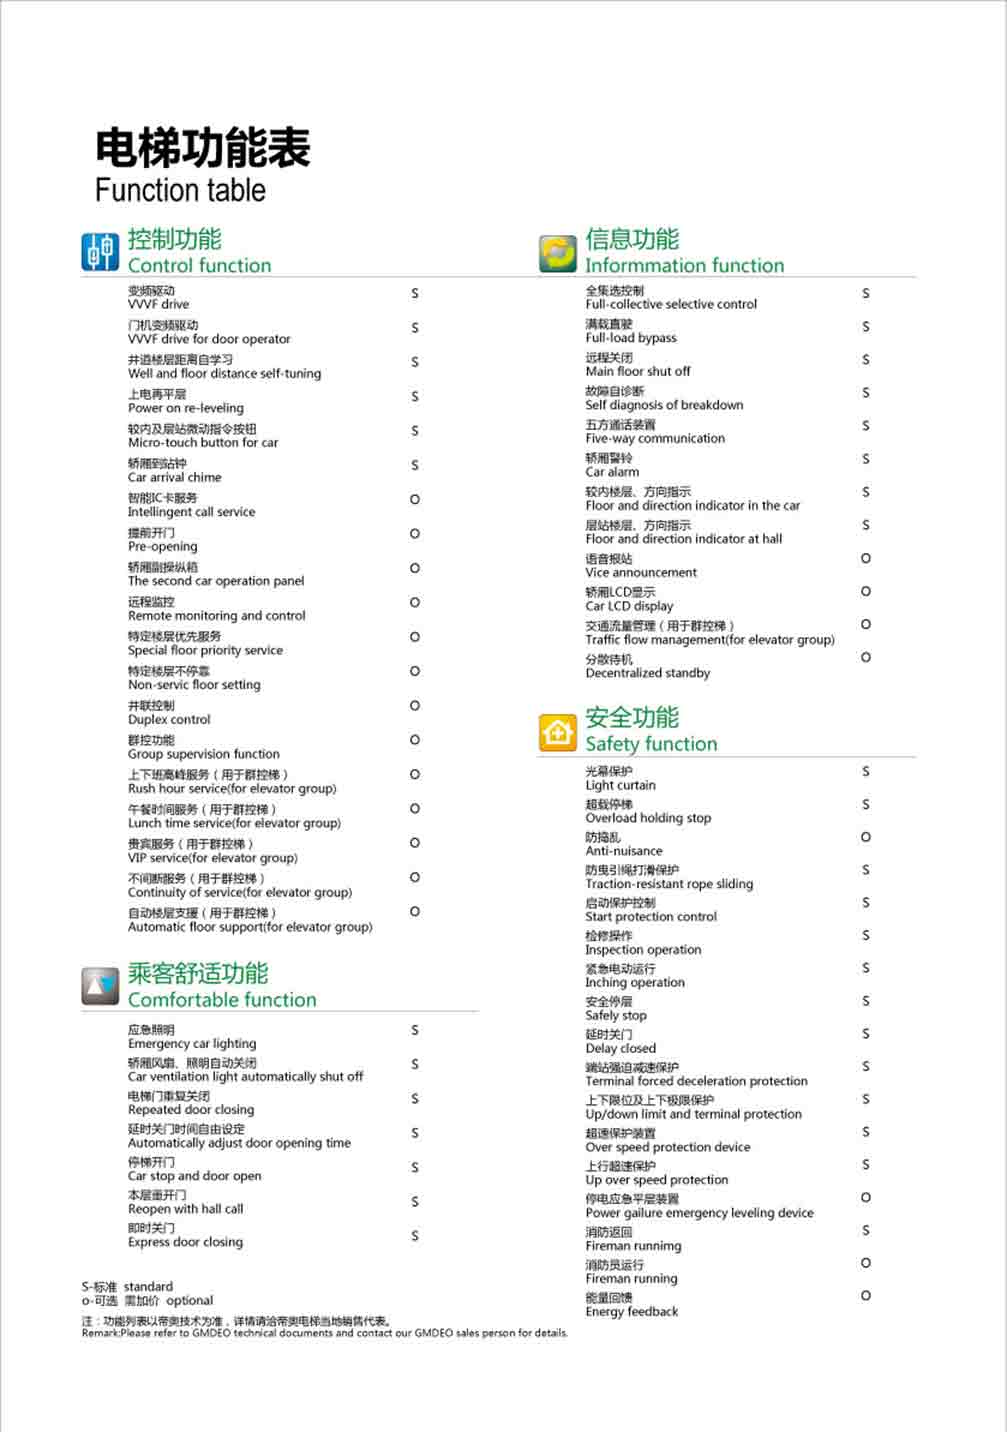 电梯功能表
Function table
控制功能
Control function
变频驱动
VVVF drive
S
门机变频驱动
VVVF drive for door operator
S
井道楼层距离自学习
Well and floor distance self-tuning
S
上电再平层
Power on re-leveling
S
较内及层站微动指令按钮
Micro-touch button for car
S
轿厢到站钟
Car arrival chime
S
智能IC卡服务
Intellingent call service
O
提前开门
Pre-opening
O
轿厢副操纵箱
The second car operation panel
O
远程监控
Remote monitoring and control
O
特定楼层优先服务
Special floor priority service
O
特定楼层不停靠
Non-servic floor setting
O
并联控制
Duplex control
O
群控功能
Group supervision function
O
上下班高峰服务（用于群控梯）
Rush hour service(for elevator group)
O
午餐时间服务（用于群控梯）
Lunch time service(for elevator group)
O
贵宾服务（用于群控梯）
VIP service(for elevator group)
O
不间断服务（用于群控梯）
Continuity of service(for elevator group)
O
自动楼层支援（用于群控梯）
Automatic floor support(for elevator group)
O
乘客舒适功能
Comfortable function
应急照明
Emergency car lighting
S
轿厢风扇、照明自动关闭
Car ventilation light automatically shut off
S
电梯门重复关闭
Repeated door closing
S
延时关门时间自由设定
Automatically adjust door opening time
S
停梯开门
Car stop and door open
S
本层重开门
Reopen with hall call
S
即时关门
Express door closing
S
信息功能
Informmation function
全集选控制
Full-collective selective control
S
满载直驶
Full-load bypass
S
远程关闭
Main floor shut off
S
故障自诊断
Self diagnosis of breakdown
S
五方通话装置
Five-way communication
S
轿厢警铃
Car alarm
S
较内楼层、方向指示
Floor and direction indicator in the car
S
层站楼层、方向指示
Floor and direction indicator at hall
S
语音报站
Vice announcement
O
轿厢LCD显示
Car LCD display
O
交通流量管理（用于群控梯）
Traffic flow management(for elevator group)
O
分散待机
Decentralized standby
O
安全功能
Safety function
光幕保护
Light curtain
S
超载停梯
Overload holding stop
S
防捣乱
Anti-nuisance
O
防曳引绳打滑保护
Traction-resistant rope sliding
S
启动保护控制
Start protection control
S
检修操作
Inspection operation
S
紧急电动运行
Inching operation
S
安全停层
Safely stop
S
延时关门
Delay closed
S
端站强迫减速保护
Terminal forced deceleration protection
S
上下限位及上下极限保护
Up/down limit and terminal protection
S
超速保护装置
Over speed protection device
S
上行超速保护
Up over speed protection
S
停电应急平层装置
Power gailure emergency leveling device
O
消防返回
Fireman runnimg
S
消防员运行
Fireman running
O
能量回馈
Energy feedback
O
S-标准 standard
o-可选 需加价 optional
注：功能列表以帝奥技术为准，详情请洽帝奥电梯当地销售代表。
Remark:Please refer to GMDEO technical documents and contact our GMDEO sales person for details.